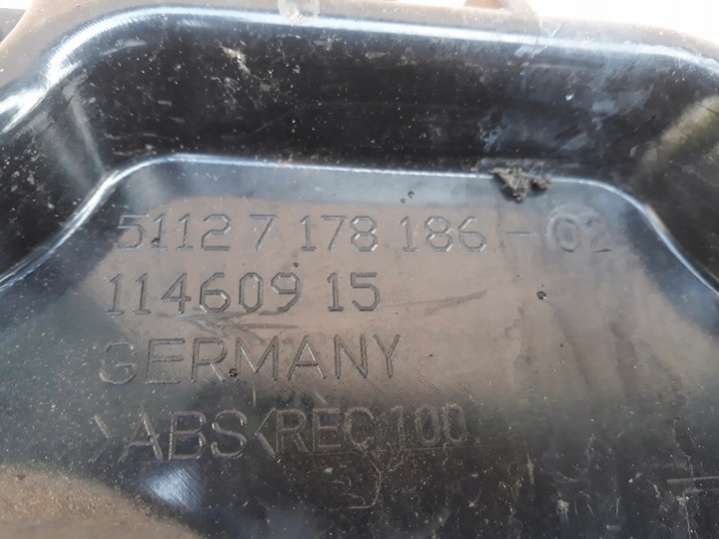 5112 7 178 186 - 02
114609 15
GERMANY
>ABS<REC100